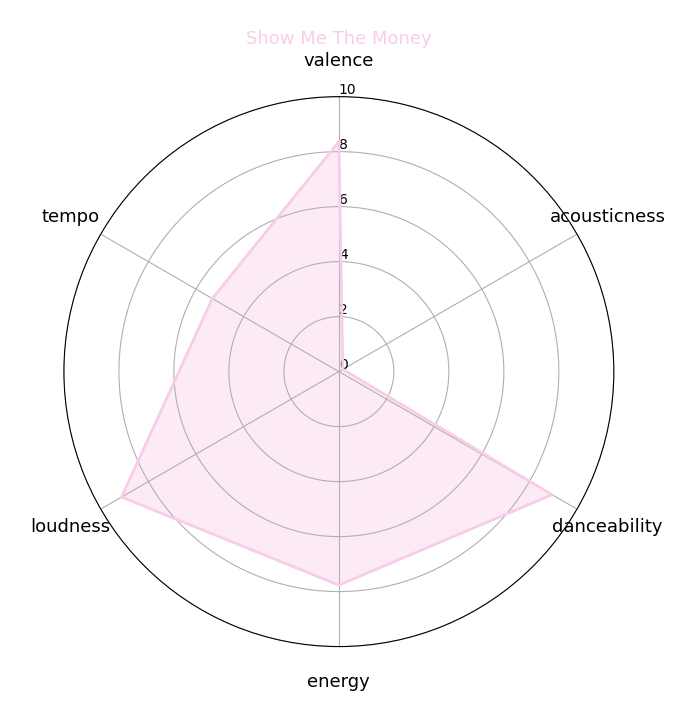 Show Me The Money
valence
10
8
6
4
2
0
tempo
acousticness
loudness
danceability
energy